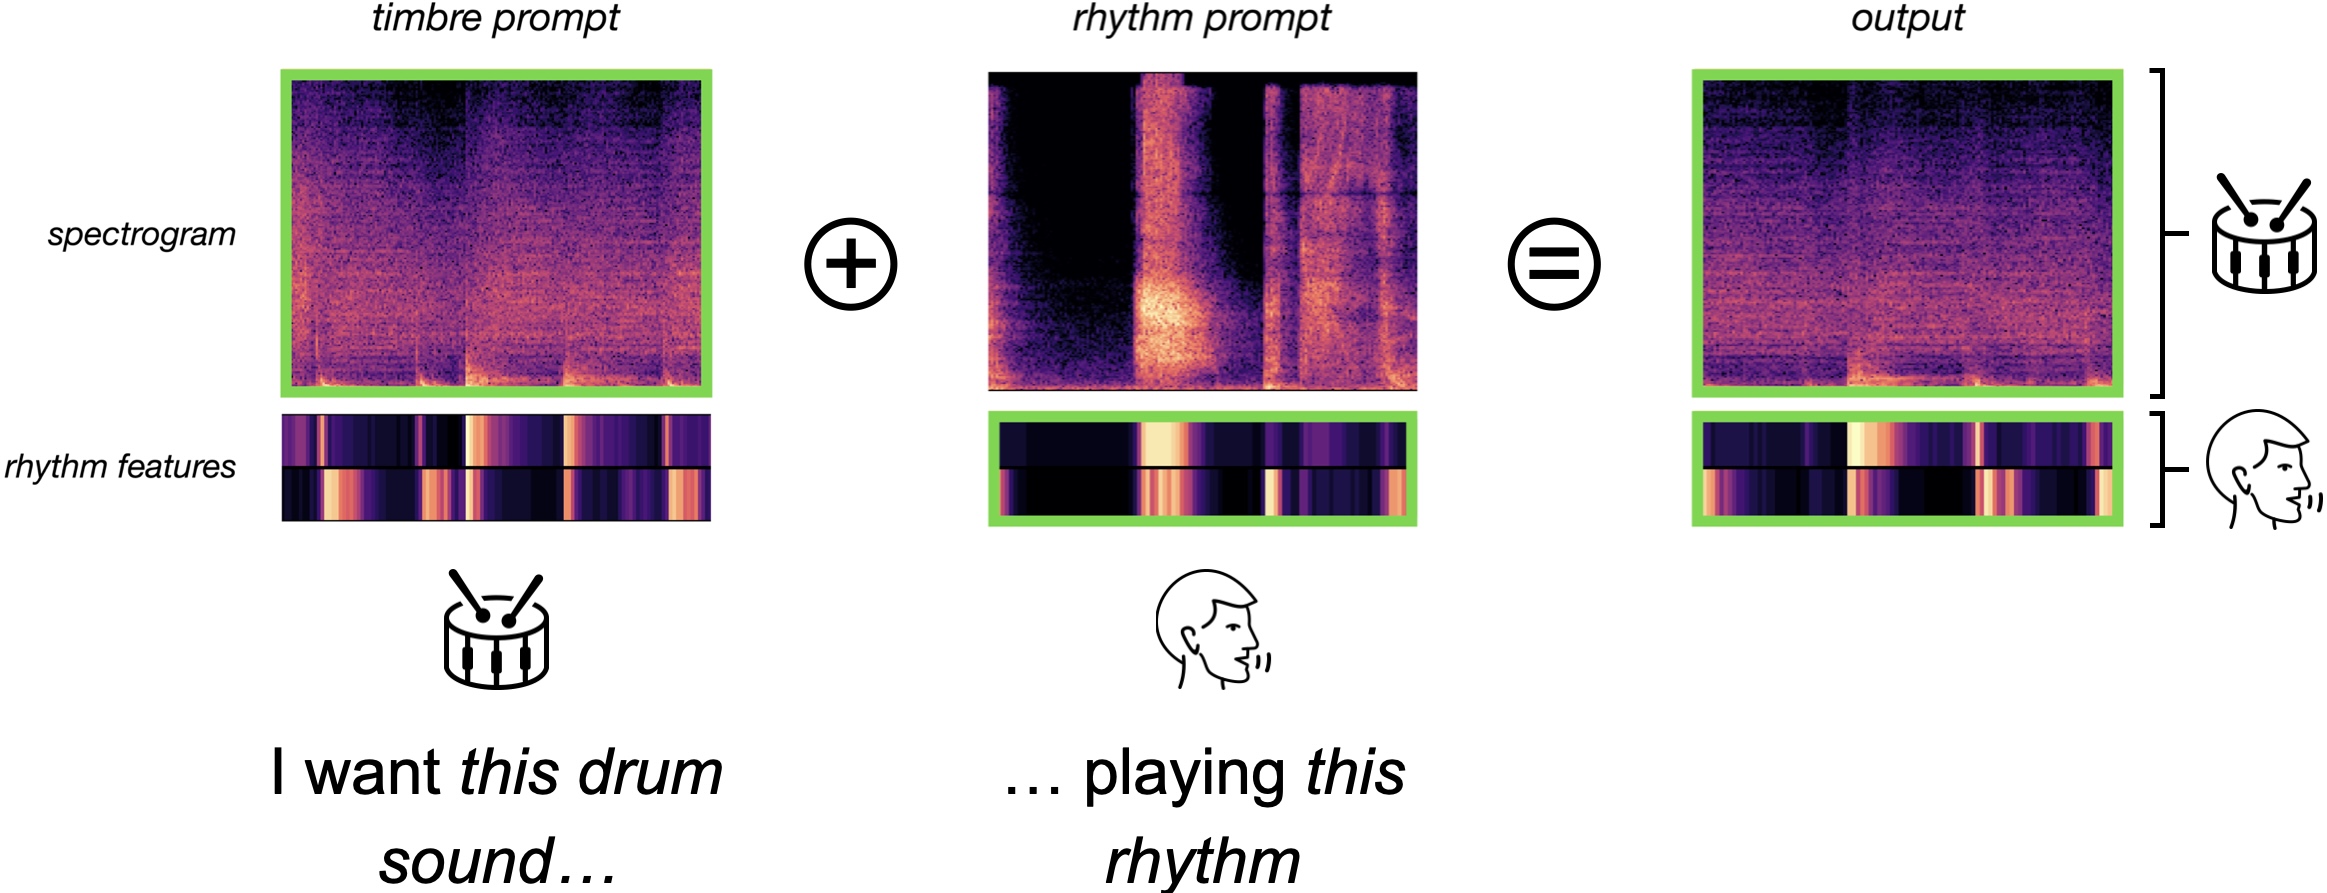 timbre prompt
rhythm prompt
output
spectrogram
rhythm features
I want this drum
sound…
… playing this
rhythm